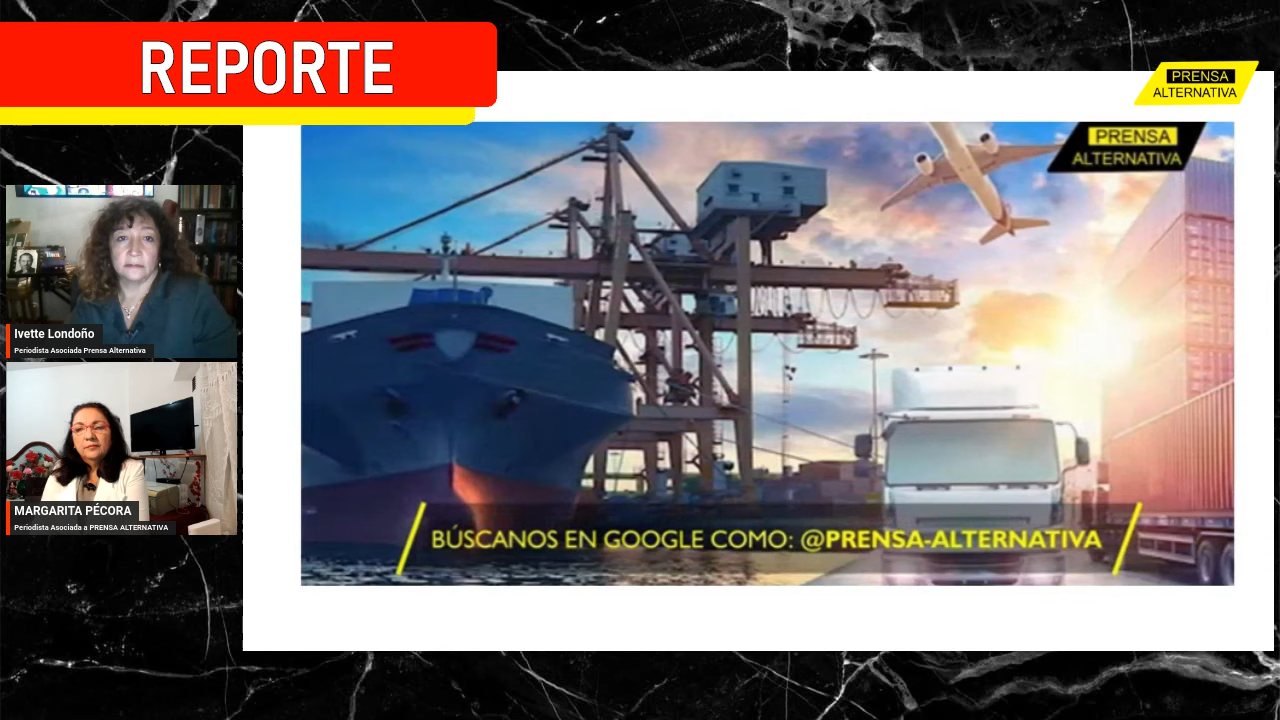 REPORTE
PRENSA
ALTERNATIVA
PRENSA
ALTERNATIVA
Ivette Londoño
Periodista Asociada Prensa Alternativa
MARGARITA PÉCORA
Periodista Asociada a PRENSA ALTERNATIVA
BÚSCANOS EN GOOGLE COMO: @PRENSA-ALTERNATIVA